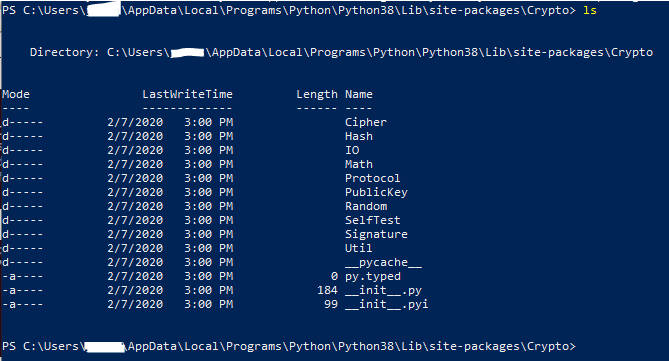 PS C:\Users\ \AppData\Local\Programs\Python\Python38\Lib\site-packages\Crypto> ls
Directory: C:\Users\ \AppData\Local\Programs\Python\Python38\Lib\site-packages\Crypto
Mode LastWriteTime Length Name
---- ------------- ------ ----
d----- 2/7/2020 3:00 PM Cipher
d----- 2/7/2020 3:00 PM Hash
d----- 2/7/2020 3:00 PM IO
d----- 2/7/2020 3:00 PM Math
d----- 2/7/2020 3:00 PM Protocol
d----- 2/7/2020 3:00 PM PublicKey
d----- 2/7/2020 3:00 PM Random
d----- 2/7/2020 3:00 PM SelfTest
d----- 2/7/2020 3:00 PM Signature
d----- 2/7/2020 3:00 PM Util
d----- 2/7/2020 3:00 PM __pycache__
-a---- 2/7/2020 3:00 PM 0 py.typed
-a---- 2/7/2020 3:00 PM 184 __init__.py
-a---- 2/7/2020 3:00 PM 99 __init__.pyi
PS C:\Users\ \AppData\Local\Programs\Python\Python38\Lib\site-packages\Crypto>